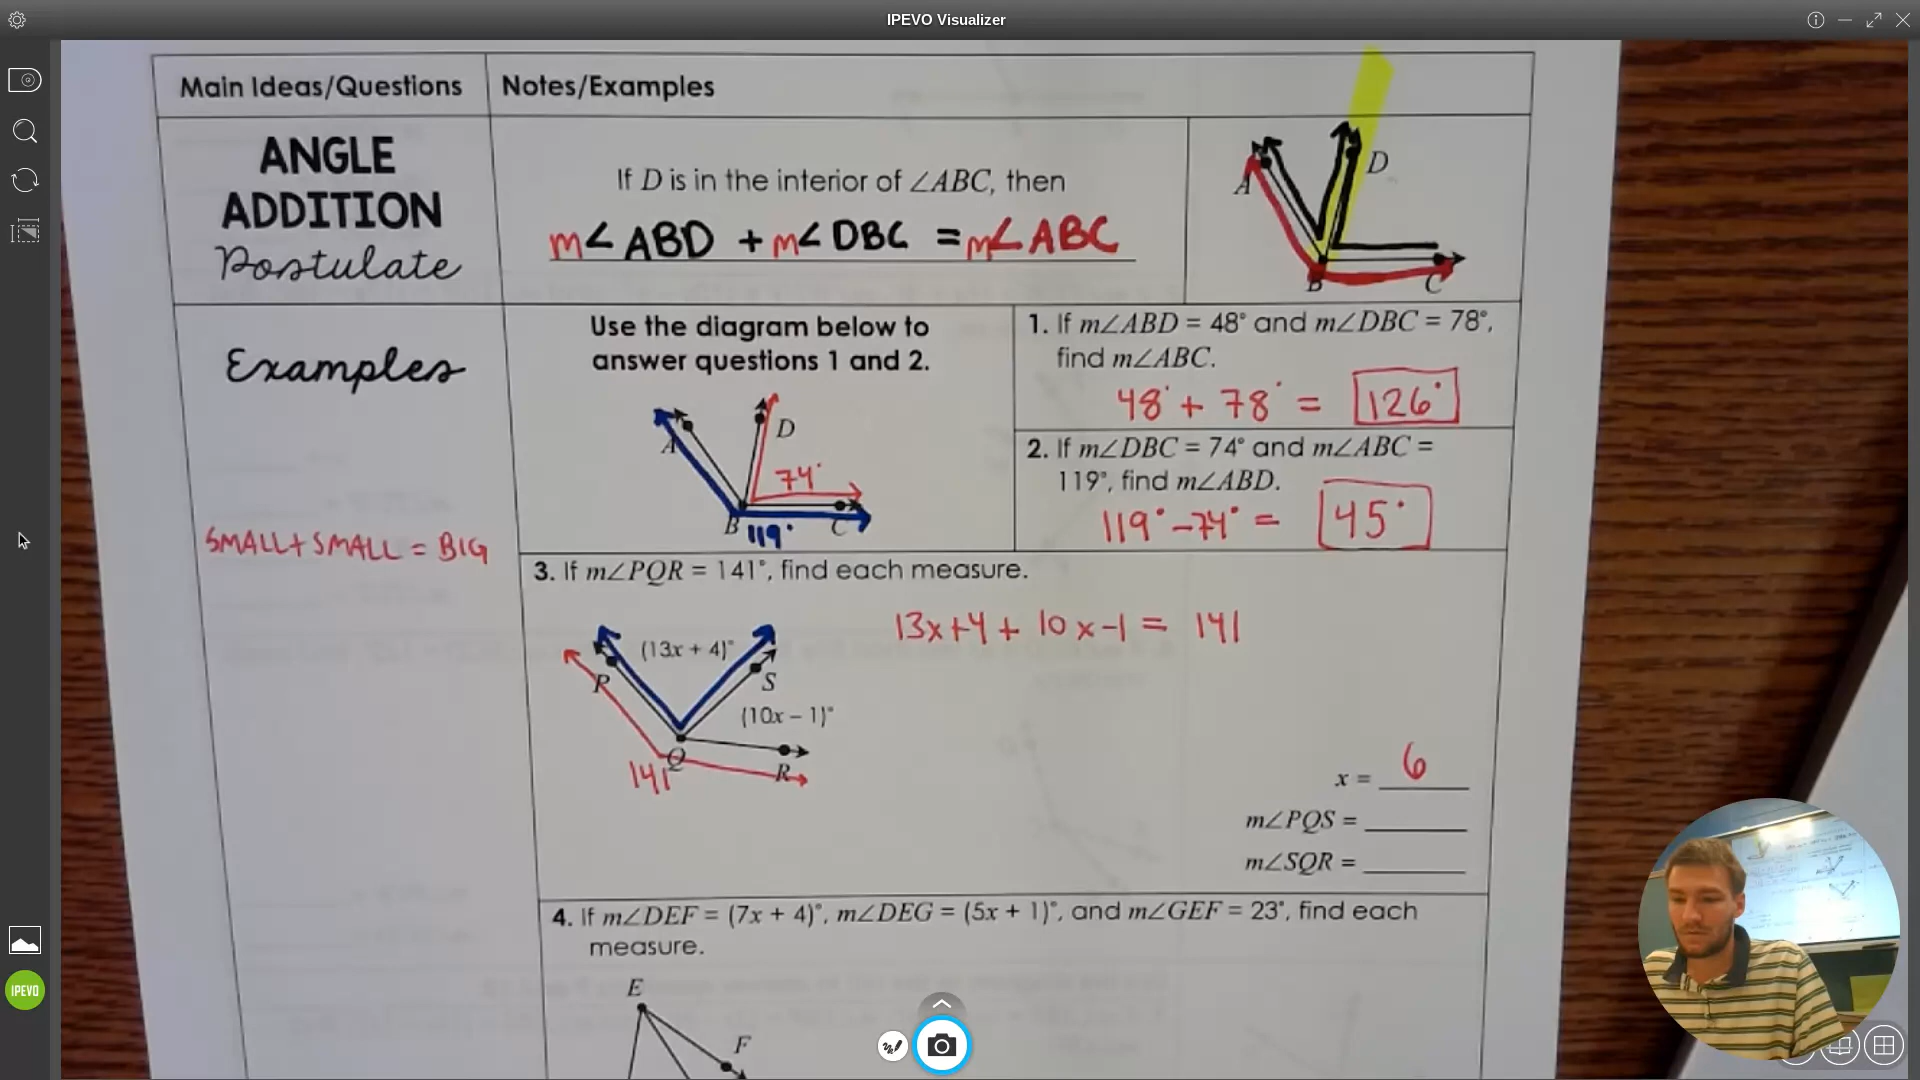 IPEVO Visualizer
Main Ideas/Questions
Notes/Examples
ANGLE
ADDITION
Postulate
If D is in the interior of ∠ABC, then
m∠ABD + m∠DBC = m∠ABC
A
D
B
C
Examples
SMALL + SMALL = BIG
Use the diagram below to
answer questions 1 and 2.
A
D
74°
B
119°
C
1. If m∠ABD = 48° and m∠DBC = 78°,
find m∠ABC.
48° + 78° = 126°
2. If m∠DBC = 74° and m∠ABC =
119°, find m∠ABD.
119° - 74° = 45°
3. If m∠PQR = 141°, find each measure.
13x+4 + 10x-1 = 141
(13x + 4)°
P
S
(10x – 1)°
Q
141
R
x = 6
m∠PQS =
m∠SQR =
4. If m∠DEF = (7x + 4)°, m∠DEG = (5x + 1)°, and m∠GEF = 23°, find each
measure.
E
F
IPEVO